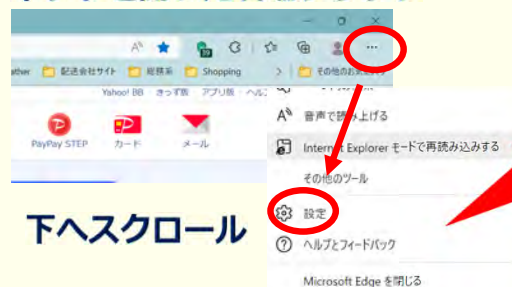 ather 配送会社サイト 総務系 Shopping
その他のお気
Yahoo! BB きっず版 アプリ版 ヘル
PayPay STEP カード メール
A 音声で読み上げる
Internet Explorer モードで再読み込みする
その他のツール
設定
ヘルプとフィードバック
Microsoft Edge を閉じる
下へスクロール